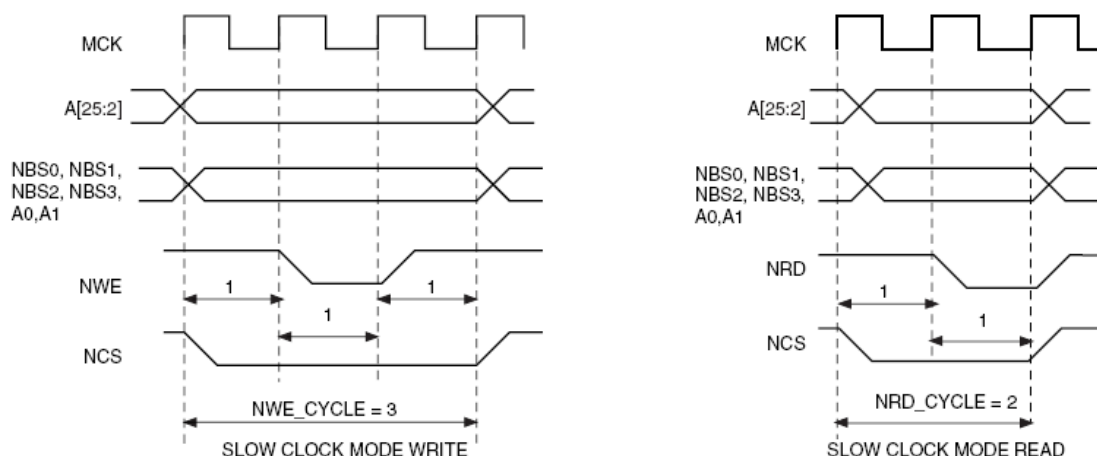 MCK
A[25:2]
NBS0, NBS1,
NBS2, NBS3,
A0,A1
NWE
1
1
1
NCS
NWE_CYCLE = 3
SLOW CLOCK MODE WRITE
MCK
A[25:2]
NBS0, NBS1,
NBS2, NBS3,
A0,A1
NRD
1
1
NCS
NRD_CYCLE = 2
SLOW CLOCK MODE READ